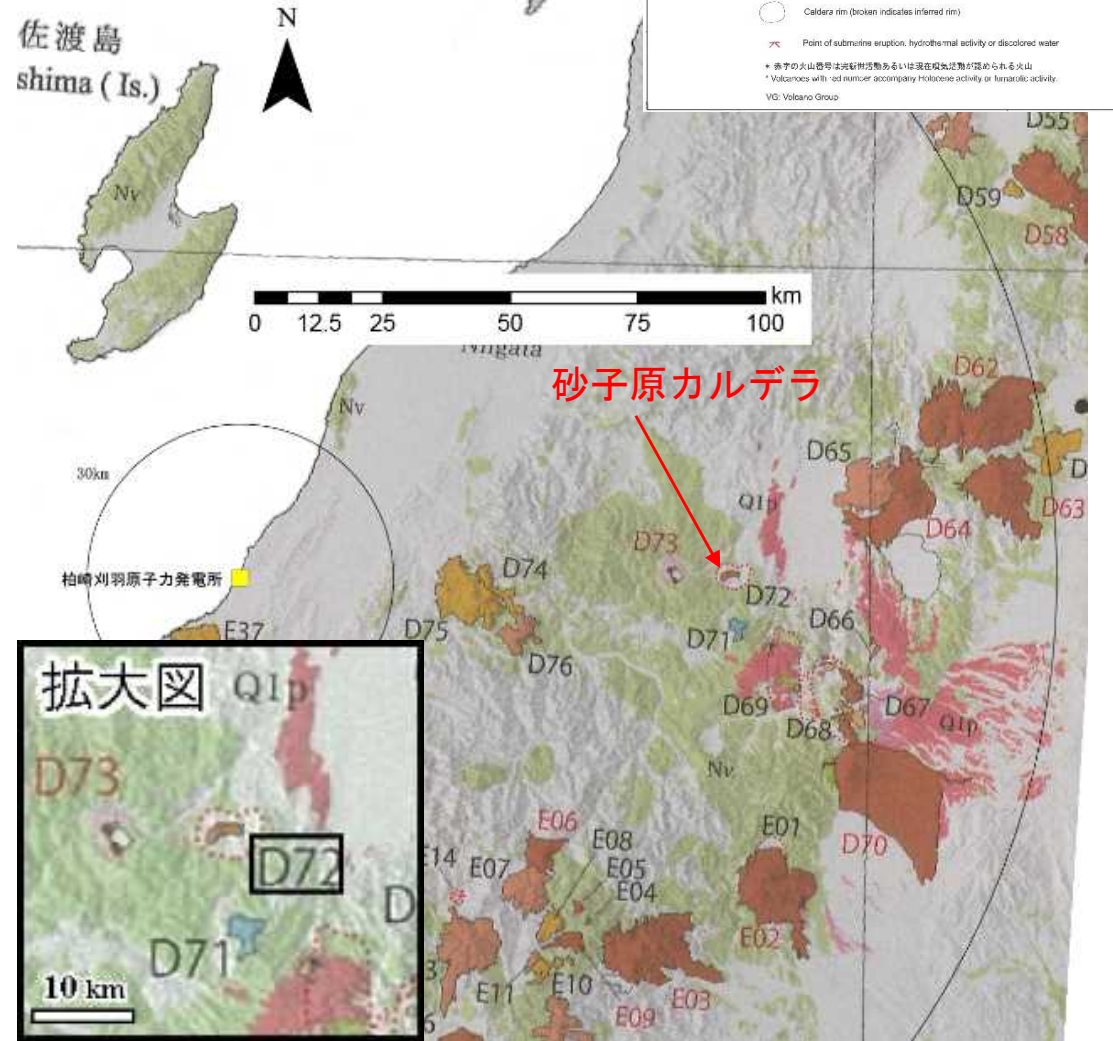 佐渡島
shima ( Is.)
N
Caldera rim (broken indicates inferred rim)
Point of submarine eruption, hydrothermal activity or discolored water
* 赤字の火山番号は完新世活動あるいは現在噴気活動が認められる火山
* Volcanoes with red number accompany Holocene activity or fumarolic activity.
VG: Volcano Group
D55
D59
D58
Nv
km
0 12.5 25 50 75 100
Niigata
砂子原カルデラ
D62
Nv
D65
30km
Q1p
D
D63
D64
D73
柏崎刈羽原子力発電所
D74
D72
D66
E37
D75
D71
D76
D69
D68
D67
Q1p
Nv
E01
D70
E06
E08
E14
E07
E05
E04
E02
E11
E10
E09
E03
拡大図
Q1p
D73
D72
D
D71
10 km